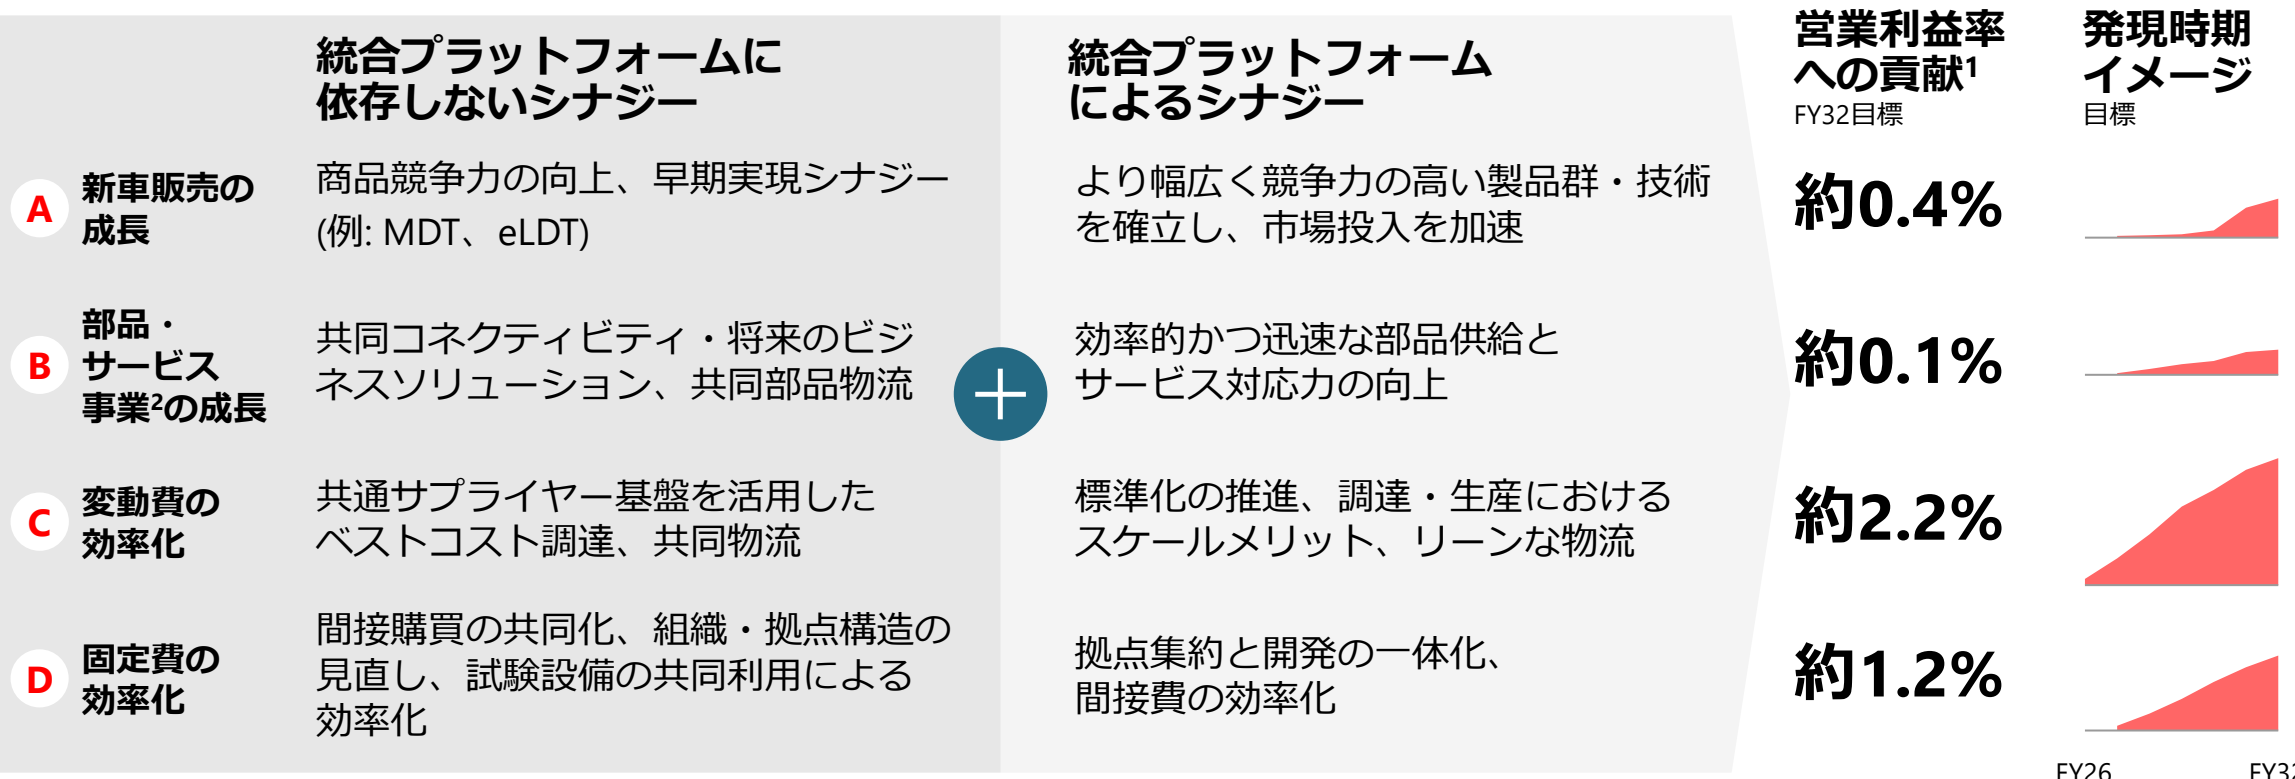 統合プラットフォームに
依存しないシナジー
統合プラットフォーム
によるシナジー
営業利益率
への貢献1
FY32目標
発現時期
イメージ
目標
A
新車販売の
成長
商品競争力の向上、早期実現シナジー
(例: MDT、eLDT)
より幅広く競争力の高い製品群・技術
を確立し、市場投入を加速
約0.4%
B
部品・
サービス
事業2の成長
共同コネクティビティ・将来のビジ
ネスソリューション、共同部品物流
効率的かつ迅速な部品供給と
サービス対応力の向上
約0.1%
C
変動費の
効率化
共通サプライヤー基盤を活用した
ベストコスト調達、共同物流
標準化の推進、調達・生産における
スケールメリット、リーンな物流
約2.2%
D
固定費の
効率化
間接購買の共同化、組織・拠点構造の
見直し、試験設備の共同利用による
効率化
拠点集約と開発の一体化、
間接費の効率化
約1.2%
FY26
FY32